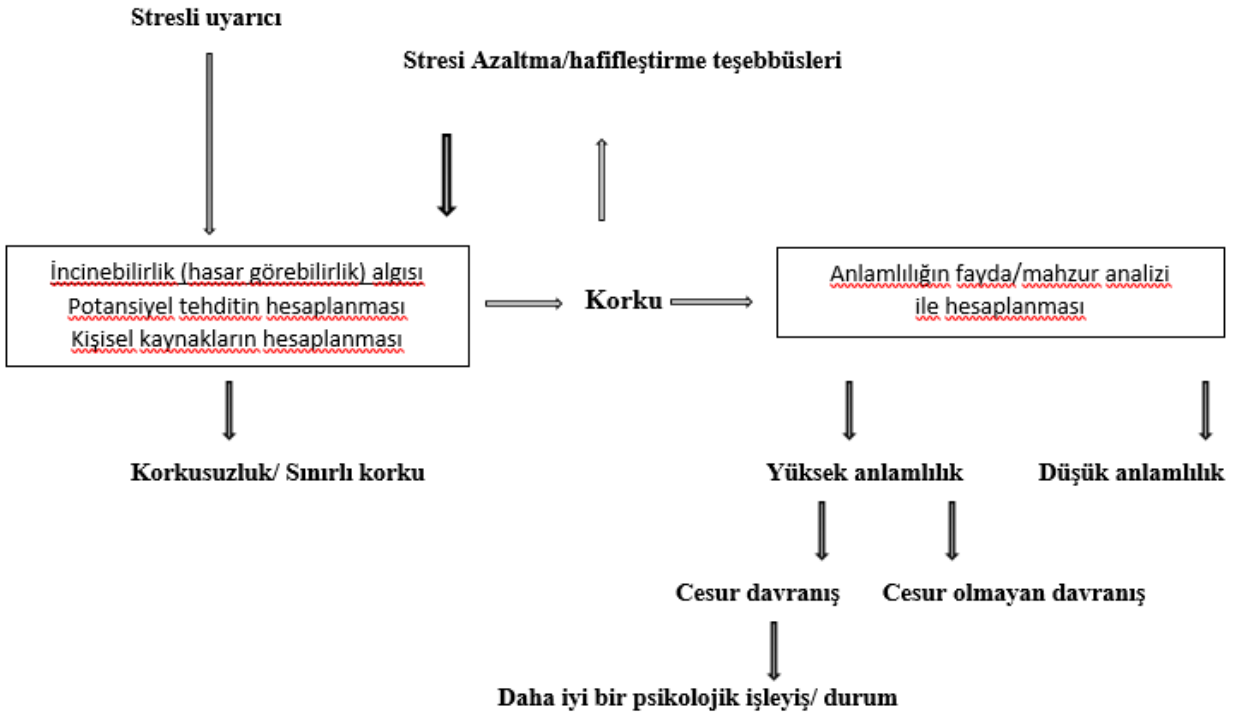 Stresli uyarıcı
Stresi Azaltma/hafifleştirme teşebbüsleri
İncinebilirlik (hasar görebilirlik) algısı
Potansiyel tehditin hesaplanması
Kişisel kaynakların hesaplanması
Korku
Anlamlılığın fayda/mahzur analizi
ile hesaplanması
Korkusuzluk/ Sınırlı korku
Yüksek anlamlılık
Düşük anlamlılık
Cesur davranış
Cesur olmayan davranış
Daha iyi bir psikolojik işleyiş/ durum